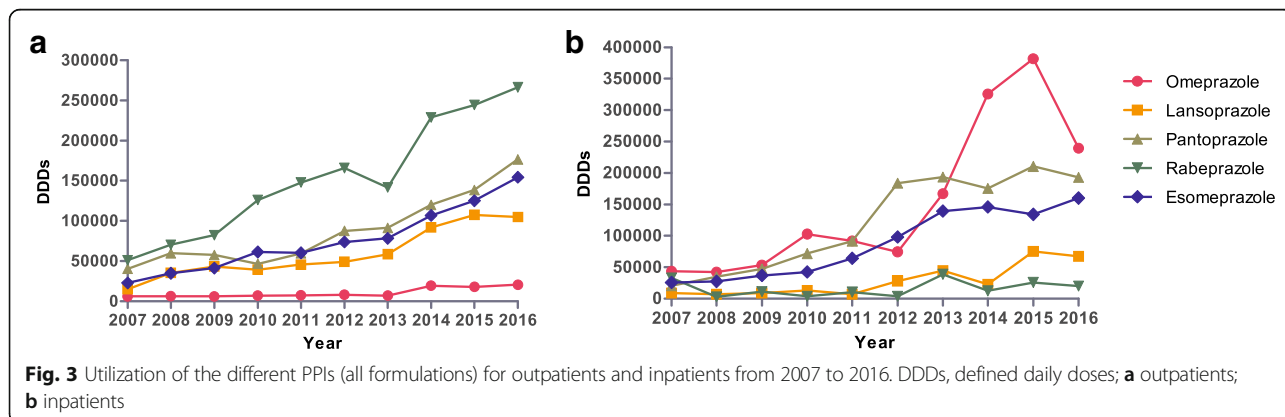 a
300000
250000
200000
150000
100000
50000
0
DDDs
2007 2008 2009 2010 2011 2012 2013 2014 2015 2016
Year
b
400000
350000
300000
250000
200000
150000
100000
50000
0
DDDs
2007 2008 2009 2010 2011 2012 2013 2014 2015 2016
Year
Omeprazole
Lansoprazole
Pantoprazole
Rabeprazole
Esomeprazole
Fig. 3 Utilization of the different PPIs (all formulations) for outpatients and inpatients from 2007 to 2016. DDDs, defined daily doses; a outpatients;
b inpatients